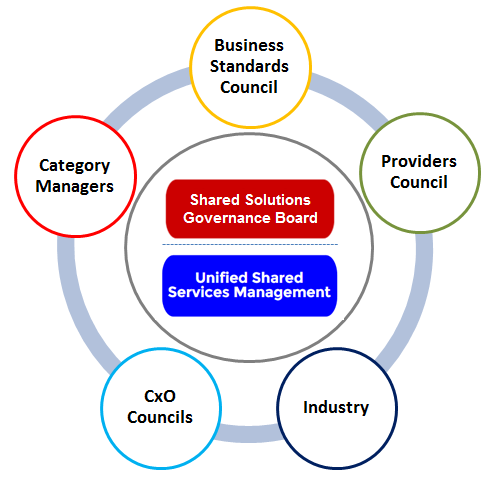 Business
Standards
Council
Category
Managers
Providers
Council
Shared Solutions
Governance Board
Unified Shared
Services Management
CxO
Councils
Industry